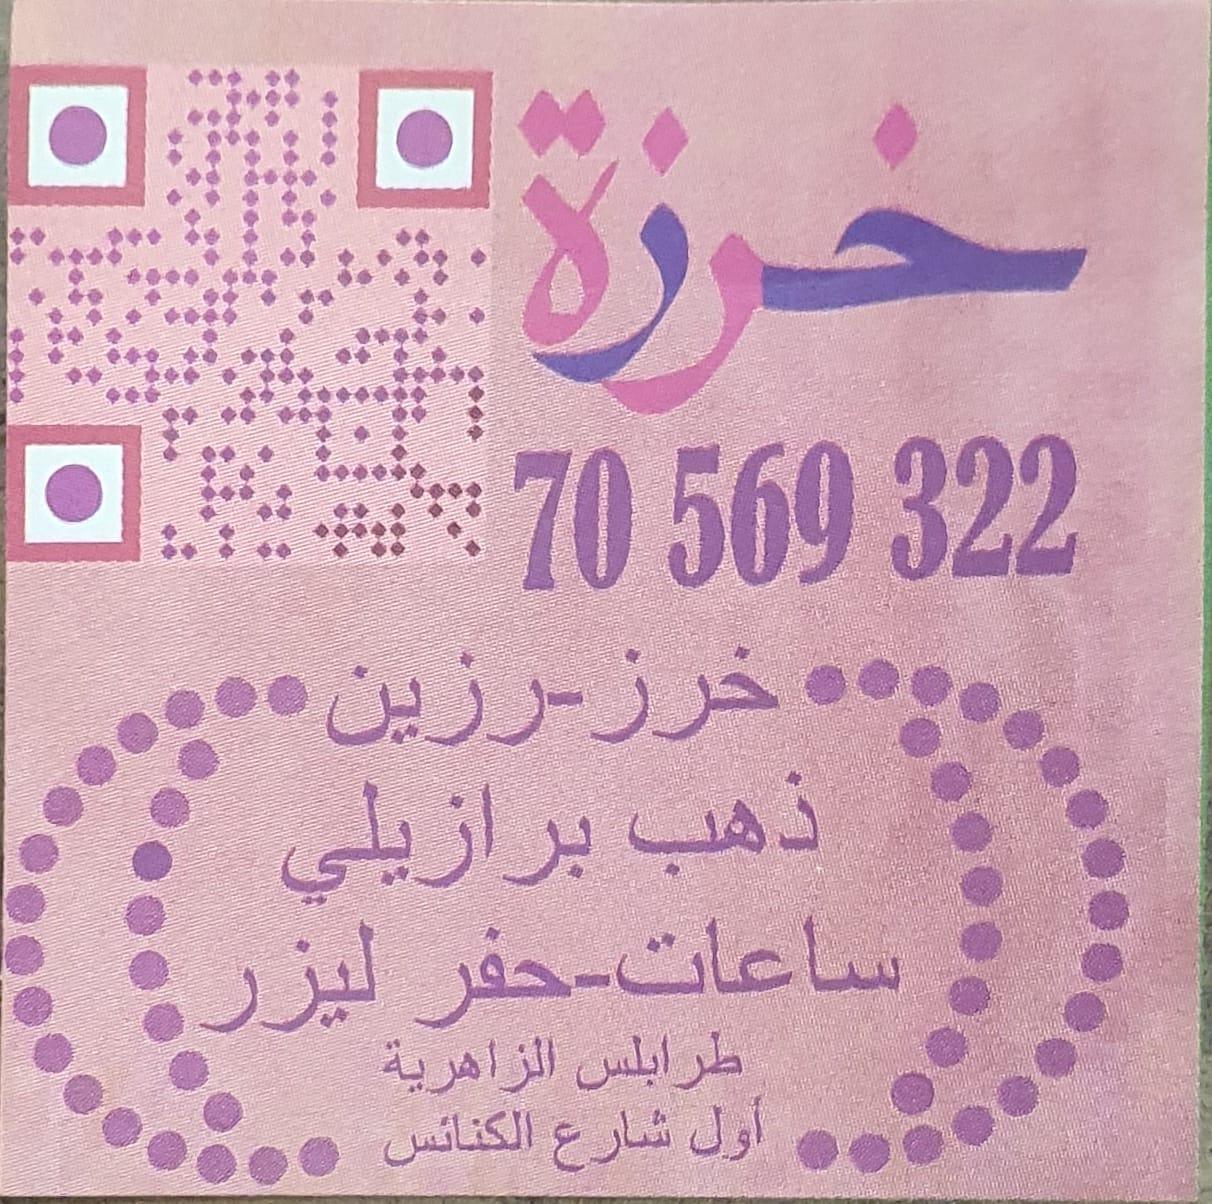 خرزة
70 569 322
خرز-رزين
ذهب برازيلي
ساعات-حفر ليزر
طرابلس الزاهرية
أول شارع الكنائس